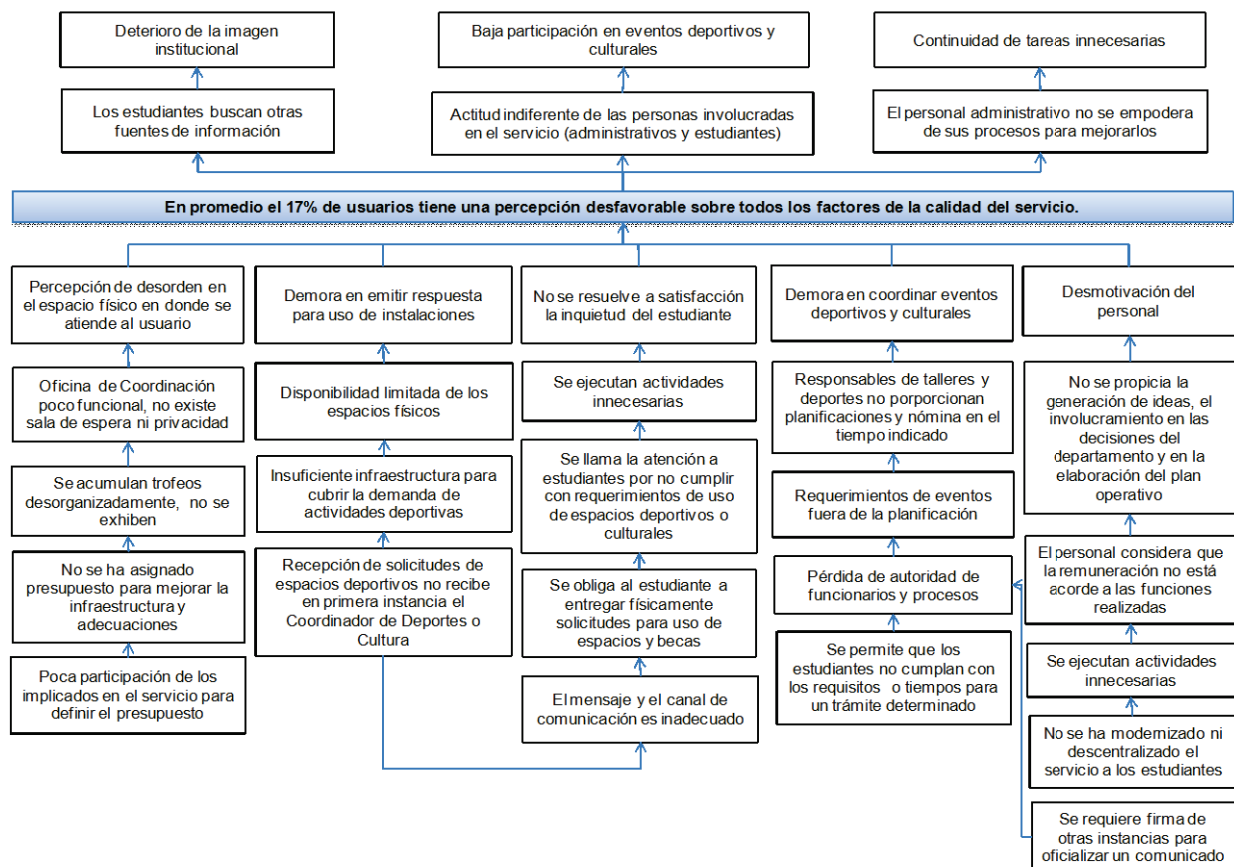 Deterioro de la imagen
institucional
Baja participación en eventos deportivos y
culturales
Continuidad de tareas innecesarias
Los estudiantes buscan otras
fuentes de información
Actitud indiferente de las personas involucradas
en el servicio (administrativos y estudiantes)
El personal administrativo no se empodera
de sus procesos para mejorarlos
En promedio el 17% de usuarios tiene una percepción desfavorable sobre todos los factores de la calidad del servicio.
Percepción de desorden en
el espacio físico en donde se
atiende al usuario
Oficina de Coordinación
poco funcional, no existe
sala de espera ni privacidad
Se acumulan trofeos
desorganizadamente, no se
exhiben
No se ha asignado
presupuesto para mejorar la
infraestructura y
adecuaciones
Poca participación de los
implicados en el servicio para
definir el presupuesto
Demora en emitir respuesta
para uso de instalaciones
Disponibilidad limitada de los
espacios físicos
Insuficiente infraestructura para
cubrir la demanda de
actividades deportivas
Recepción de solicitudes de
espacios deportivos no recibe
en primera instancia el
Coordinador de Deportes o
Cultura
No se resuelve a satisfacción
la inquietud del estudiante
Se ejecutan actividades
innecesarias
Se llama la atención a
estudiantes por no cumplir
con requerimientos de uso
de espacios deportivos o
culturales
Se obliga al estudiante a
entregar físicamente
solicitudes para uso de
espacios y becas
El mensaje y el canal de
comunicación es inadecuado
Demora en coordinar eventos
deportivos y culturales
Responsables de talleres y
deportes no proporcionan
planificaciones y nómina en el
tiempo indicado
Requerimientos de eventos
fuera de la planificación
Pérdida de autoridad de
funcionarios y procesos
Se permite que los
estudiantes no cumplan con
los requisitos o tiempos para
un trámite determinado
Desmotivación del
personal
No se propicia la
generación de ideas, el
involucramiento en las
decisiones del
departamento y en la
elaboración del plan
operativo
El personal considera que
la remuneración no está
acorde a las funciones
realizadas
Se ejecutan actividades
innecesarias
No se ha modernizado ni
descentralizado el
servicio a los estudiantes
Se requiere firma de
otras instancias para
oficializar un comunicado